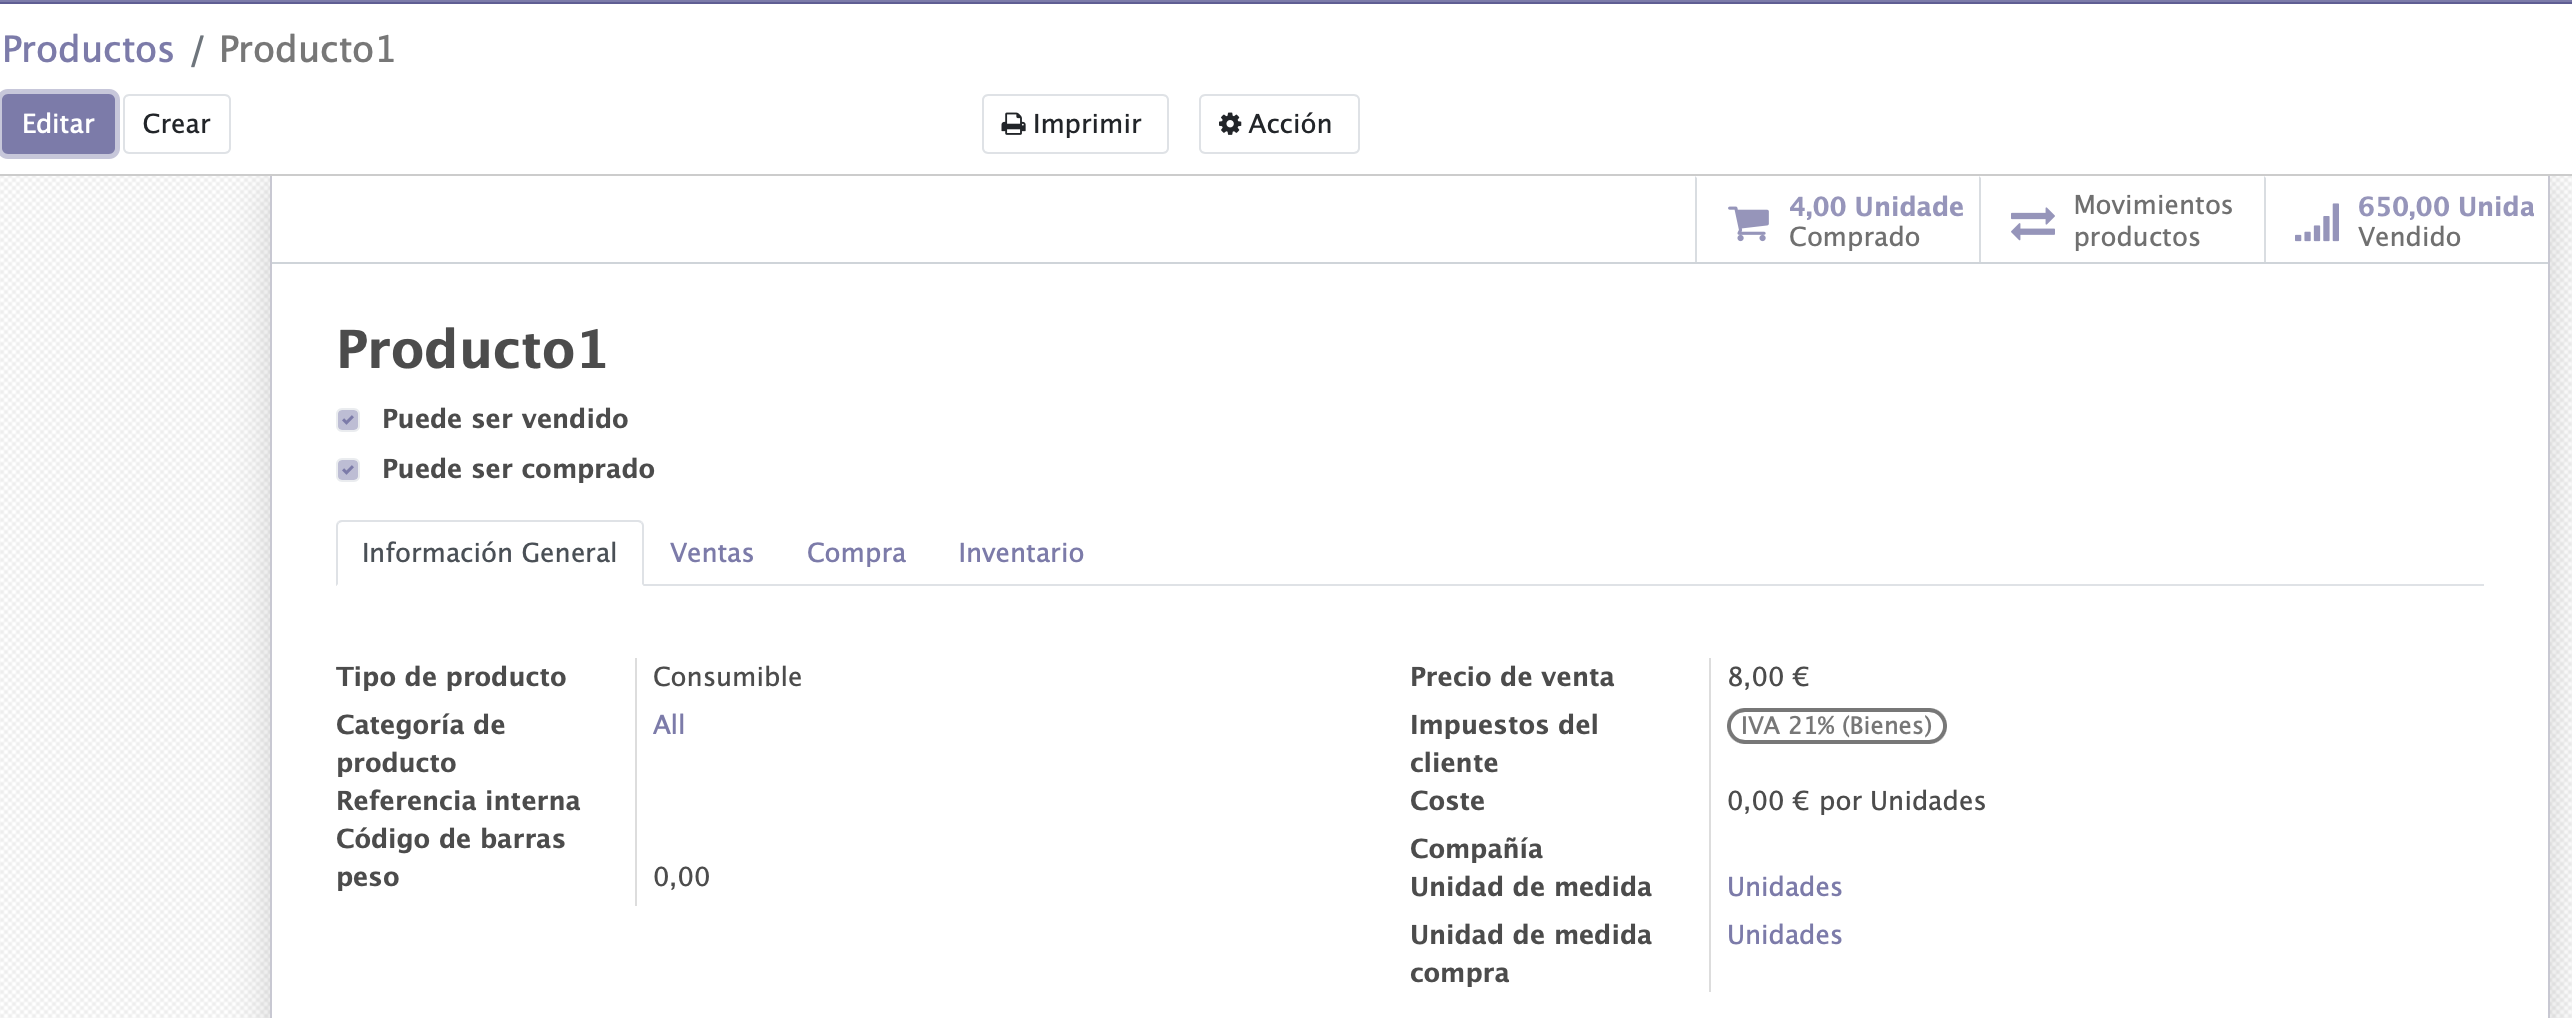 Productos / Producto1
Editar
Crear
Imprimir
Acción
4,00 Unidade
Comprado
Movimientos
productos
650,00 Unida
Vendido
Producto1
Puede ser vendido
Puede ser comprado
Información General
Ventas
Compra
Inventario
Tipo de producto
Consumible
Categoría de
producto
All
Referencia interna
Código de barras
peso
0,00
Precio de venta
8,00 €
Impuestos del
cliente
IVA 21% (Bienes)
Coste
0,00 € por Unidades
Compañía
Unidad de medida
Unidades
Unidad de medida
compra
Unidades